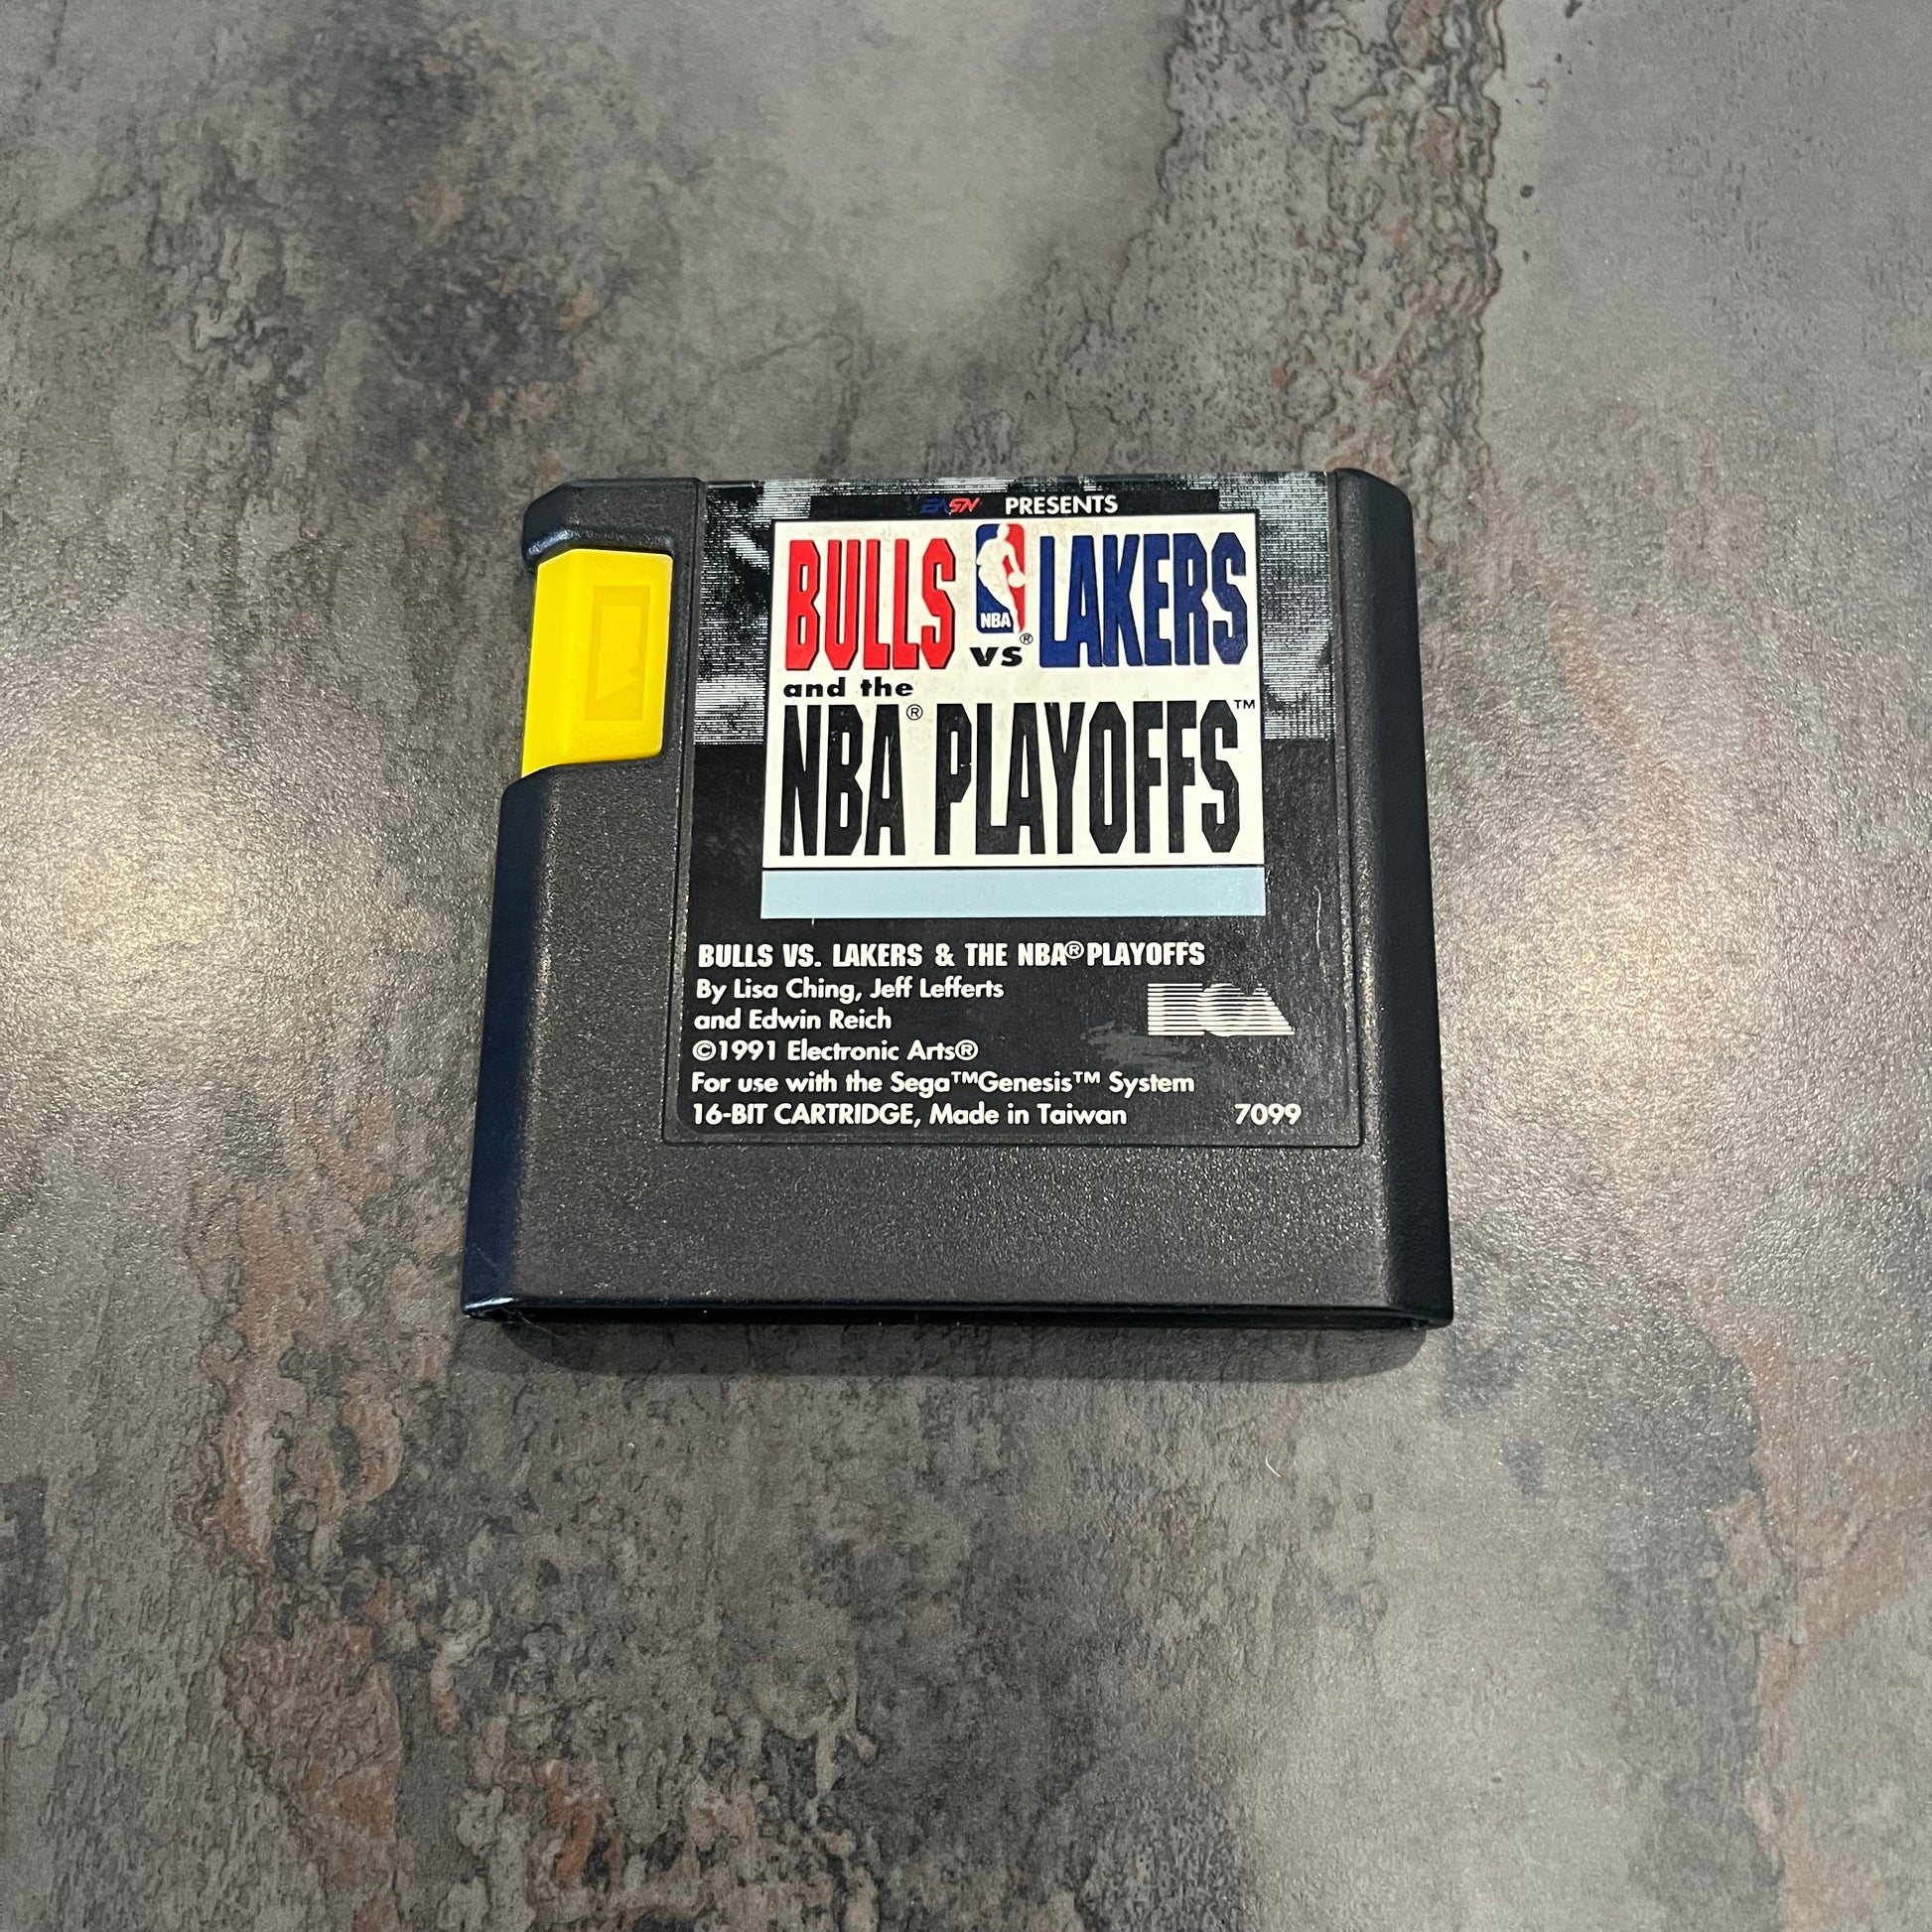 EASN PRESENTS
BULLS NBA® LAKERS
vs
and the
NBA® PLAYOFFS™
BULLS VS. LAKERS & THE NBA® PLAYOFFS
By Lisa Ching, Jeff Lefferts
and Edwin Reich
©1991 Electronic Arts®
For use with the Sega™Genesis™ System
16-BIT CARTRIDGE, Made in Taiwan 7099
EA